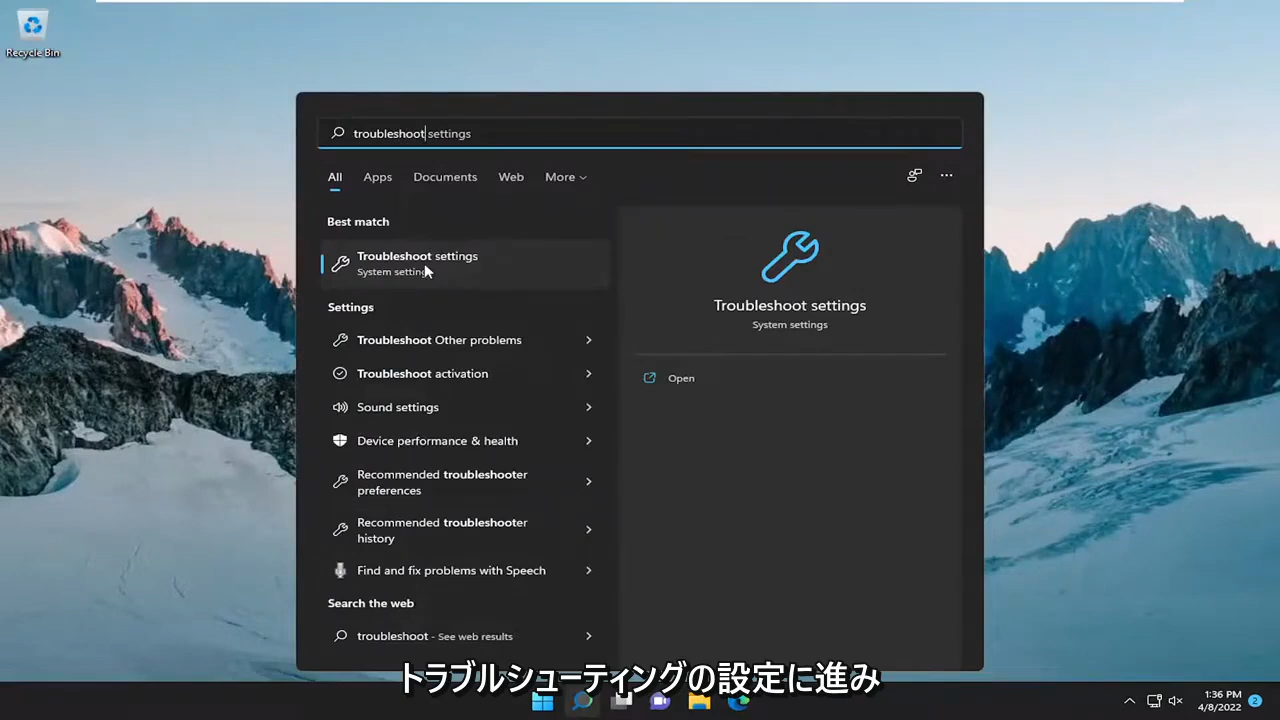 Recycle Bin
troubleshoot settings
All Apps Documents Web More
Best match
Troubleshoot settings
System settings
Settings
Troubleshoot Other problems
Troubleshoot activation
Sound settings
Device performance & health
Recommended troubleshooter
preferences
Recommended troubleshooter
history
Find and fix problems with Speech
Search the web
troubleshoot - See web results
Troubleshoot settings
System settings
Open
トラブルシューティングの設定に進み
1:36 PM
4/8/2022
2